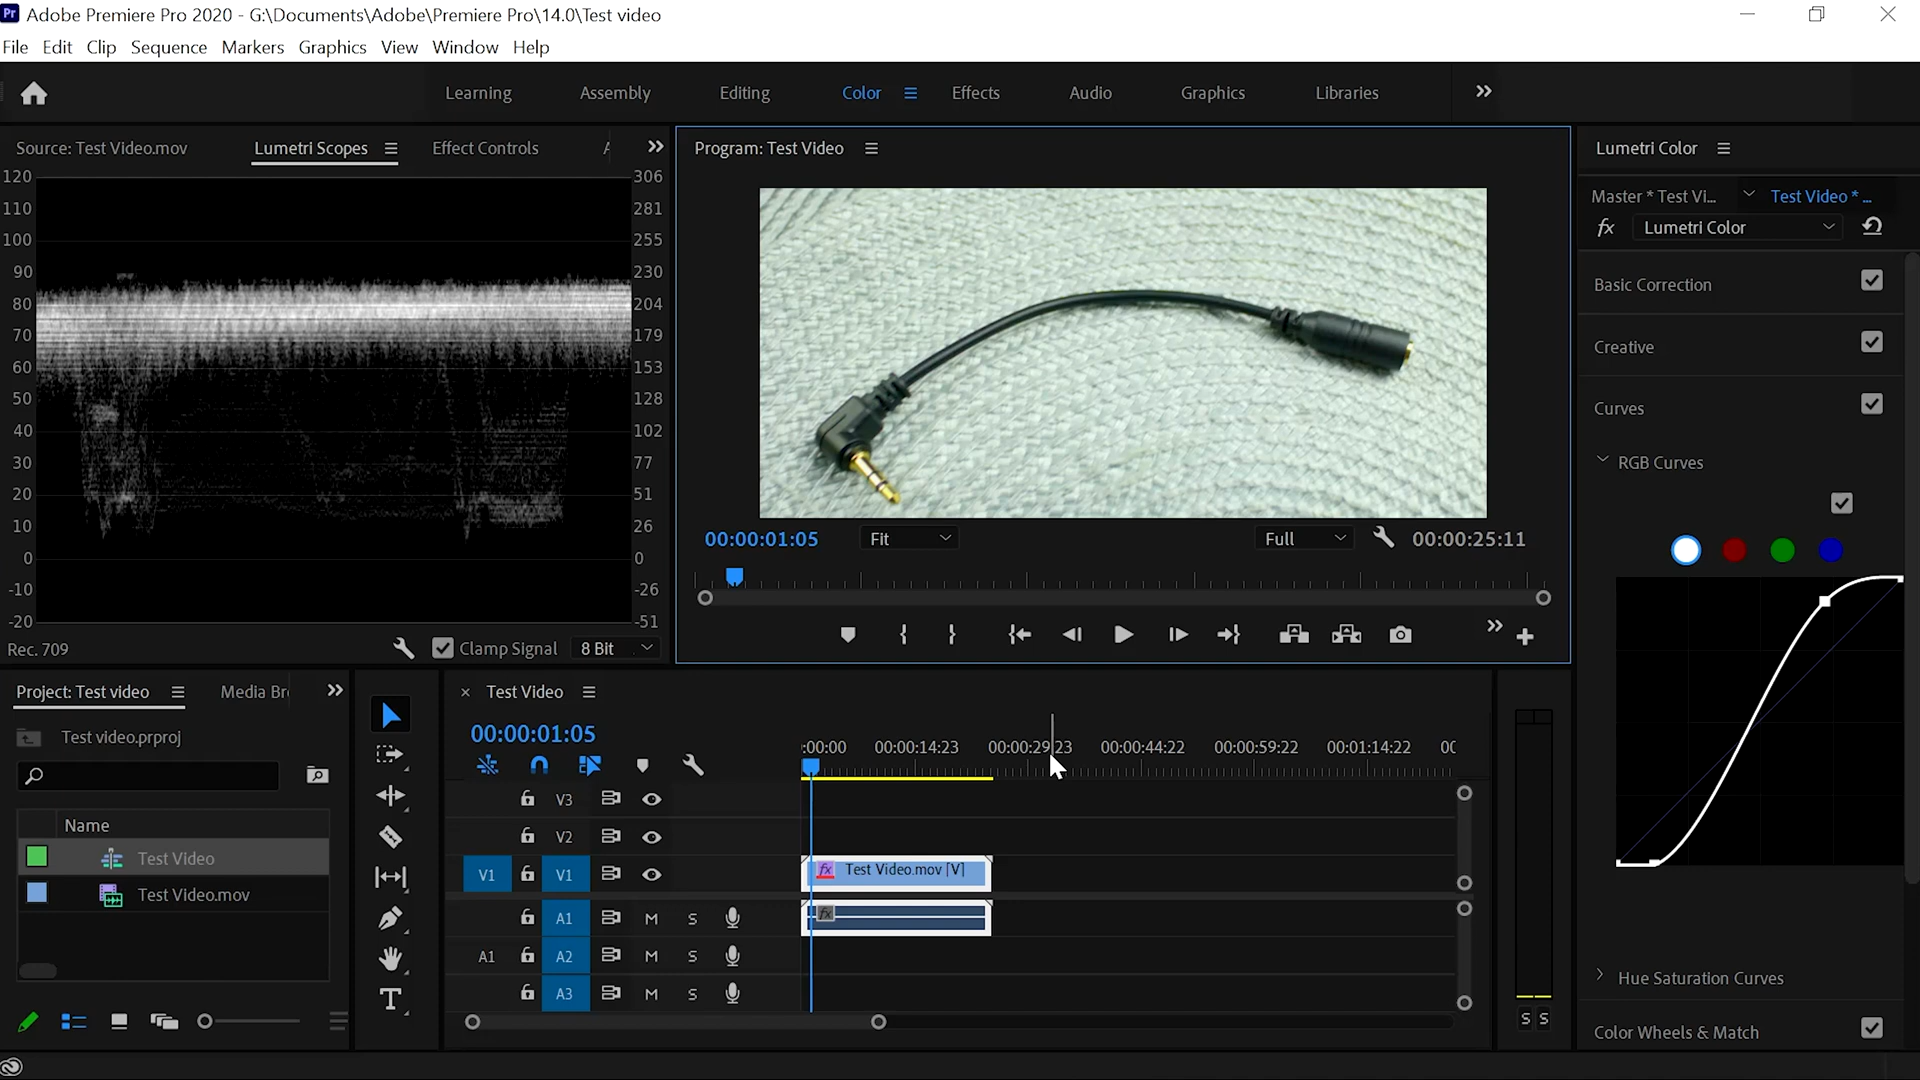 Pr Adobe Premiere Pro 2020 - G:\Documents\Adobe\Premiere Pro\14.0\Test video
File Edit Clip Sequence Markers Graphics View Window Help
Learning Assembly Editing Color Effects Audio Graphics Libraries
Source: Test Video.mov Lumetri Scopes Effect Controls
Program: Test Video
Lumetri Color
Master * Test Vi... Test Video * ...
fx Lumetri Color
Basic Correction
Creative
Curves
RGB Curves
Hue Saturation Curves
Color Wheels & Match
120 306
110 281
100 255
90 230
80 204
70 179
60 153
50 128
40 102
30 77
20 51
10 26
0 0
-10 -26
-20 -51
Rec. 709 Clamp Signal 8 Bit
00:00:01:05 Fit Full 00:00:25:11
Project: Test video Media Br
Test video.prproj
Name
Test Video
Test Video.mov
Test Video
00:00:01:05
:00:00 00:00:14:23 00:00:29:23 00:00:44:22 00:00:59:22 00:01:14:22 00
V3
V2
V1 V1 fx Test Video.mov [V]
A1 M S fx
A1 A2 M S
A3 M S
S S
T